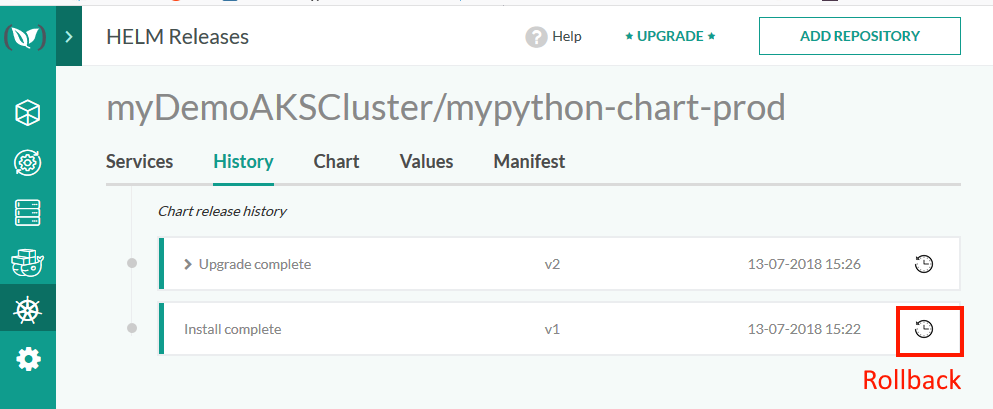 HELM Releases
Help
★ UPGRADE ★
ADD REPOSITORY
myDemoAKSCluster/mypython-chart-prod
Services History Chart Values Manifest
Chart release history
Upgrade complete v2 13-07-2018 15:26
Install complete v1 13-07-2018 15:22
Rollback